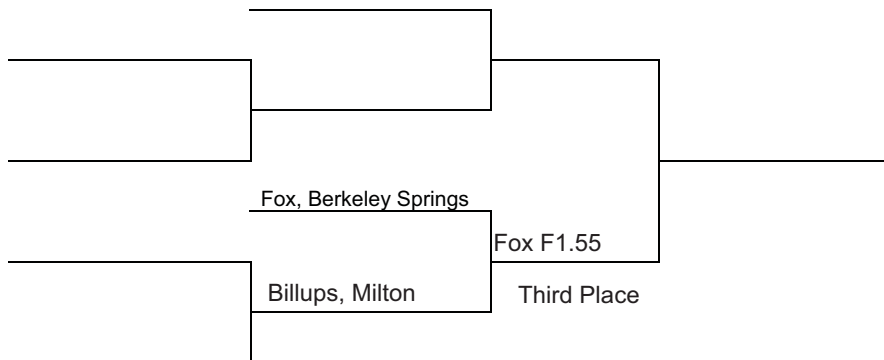 Fox, Berkeley Springs
Fox F1.55
Billups, Milton
Third Place